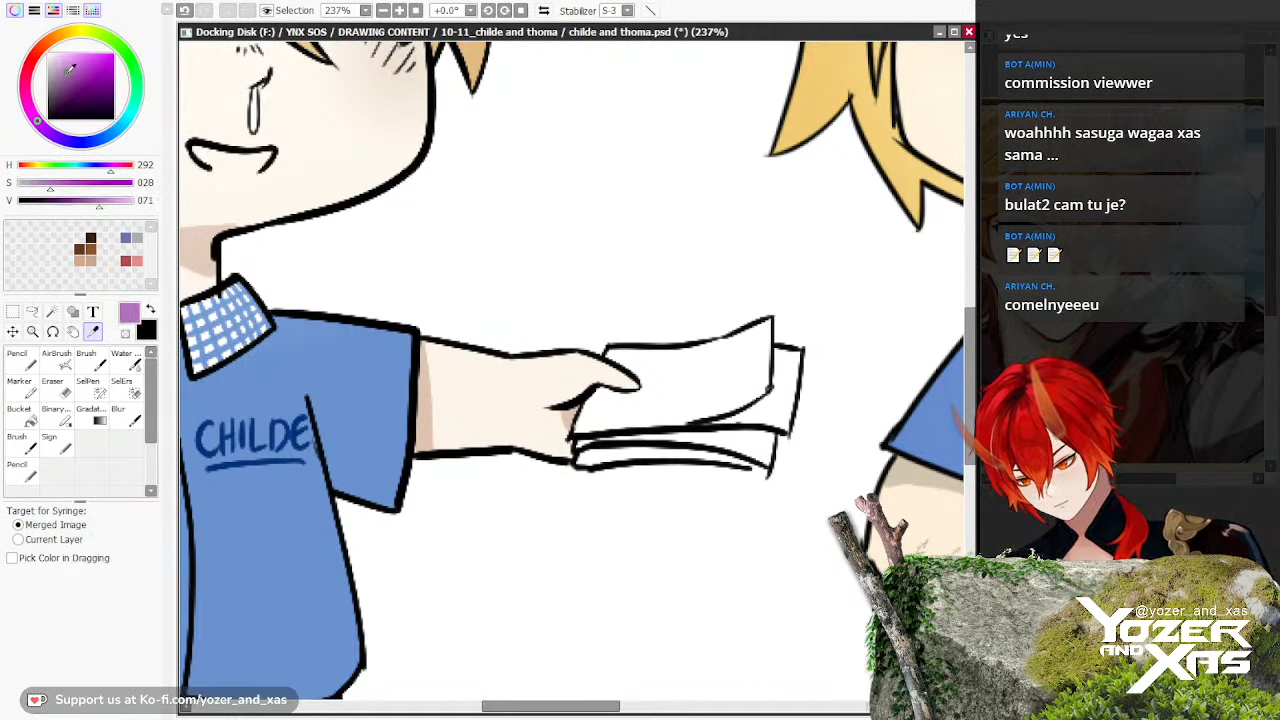 Selection 237% +0.0° Stabilizer S-3
Docking Disk (F:) / YNX SOS / DRAWING CONTENT / 10-11_childe and thoma / childe and thoma.psd (*) (237%)
H 292
S 028
V 071
T
Pencil AirBrush Brush Water ...
Marker Eraser SelPen SelErs
Bucket Binary... Gradat... Blur
Brush Sign
Pencil
Target for Syringe:
Merged Image
Current Layer
Pick Color in Dragging
CHILDE
yes
BOT A(MIN)
commission viewwer
ARIYAN CH.
woahhhh sasuga wagaa xas
sama ...
BOT A(MIN)
bulat2 cam tu je?
BOT A(MIN)
ARIYAN CH.
comelnyeeeu
@yozer_and_xas
YOZER
AND
XAS
Support us at Ko-fi.com/yozer_and_xas